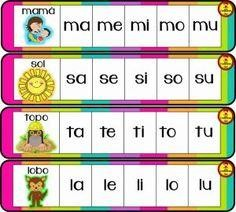 mamá
ma me mi mo mu
sol
sa se si so su
topo
ta te ti to tu
lobo
la le li lo lu